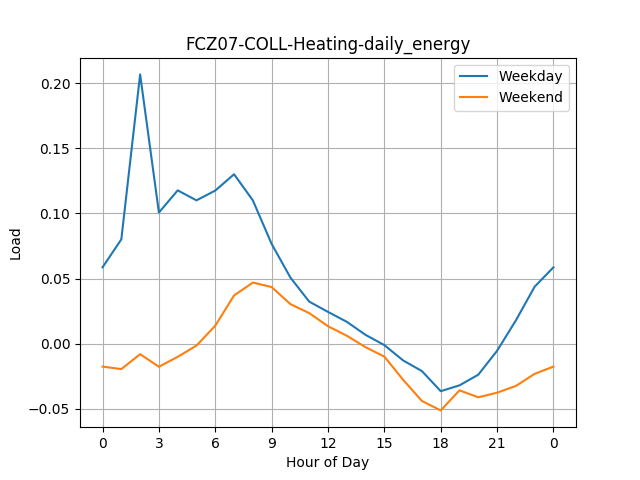 FCZ07-COLL-Heating-daily_energy
Weekday
Weekend
0.20
0.15
0.10
0.05
0.00
−0.05
Load
0 3 6 9 12 15 18 21 0
Hour of Day